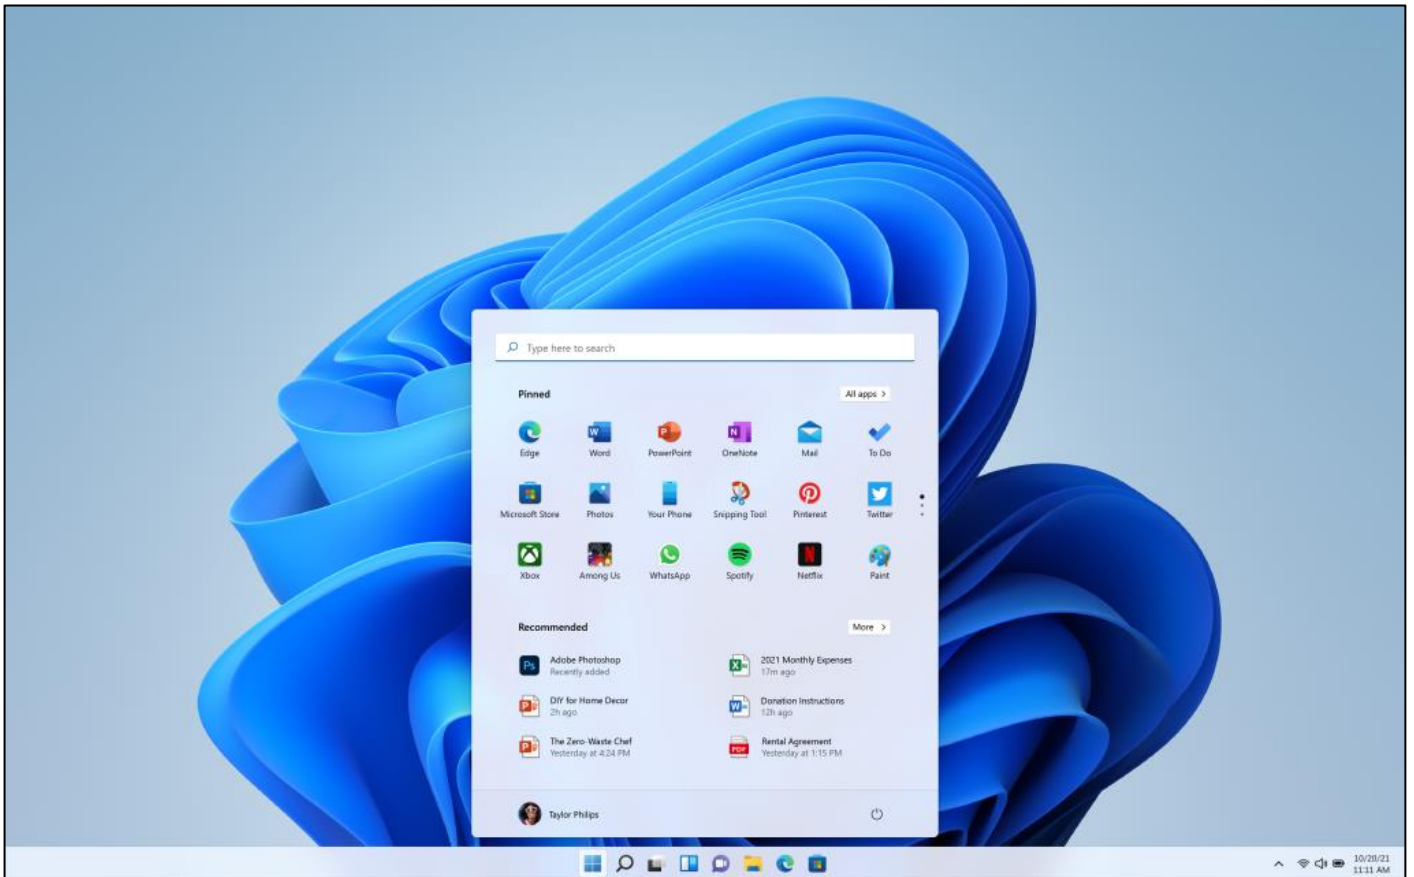 Type here to search
Pinned
All apps >
Edge
Word
PowerPoint
OneNote
Mail
To Do
Microsoft Store
Photos
Your Phone
Snipping Tool
Pinterest
Twitter
Xbox
Among Us
WhatsApp
Spotify
Netflix
Paint
Recommended
More >
Adobe Photoshop
Recently added
2021 Monthly Expenses
17m ago
DIY for Home Decor
2h ago
Donation Instructions
12h ago
The Zero-Waste Chef
Yesterday at 4:24 PM
Rental Agreement
Yesterday at 1:15 PM
Taylor Philips
10/20/21
11:11 AM